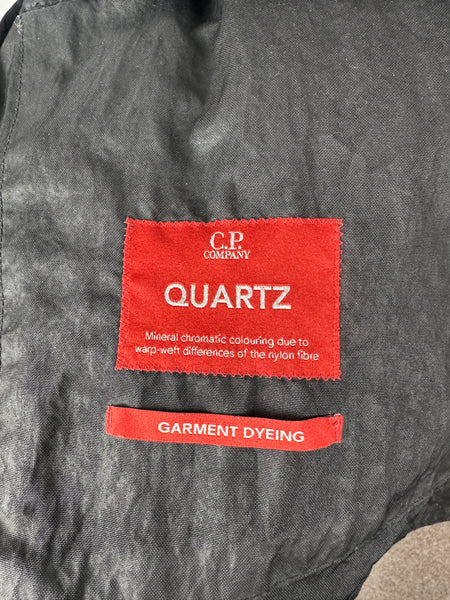 C.P.
COMPANY
QUARTZ
Mineral chromatic colouring due to
warp-weft differences of the nylon fibre
GARMENT DYEING